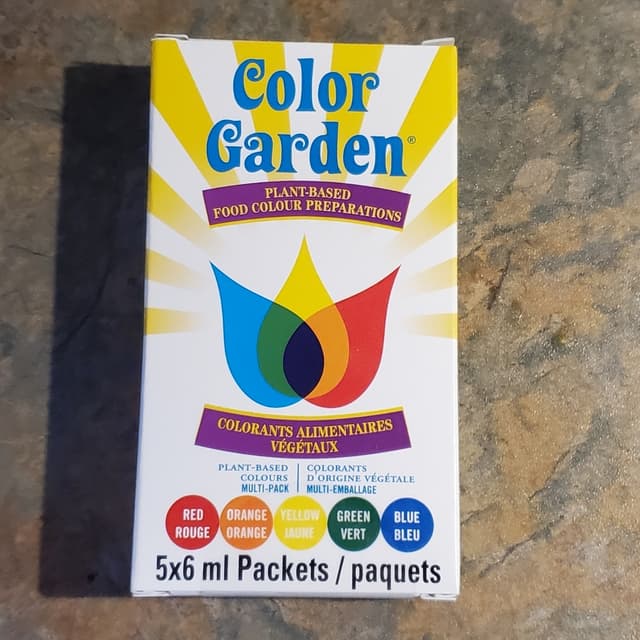 Color
Garden®
PLANT-BASED
FOOD COLOUR PREPARATIONS
COLORANTS ALIMENTAIRES
VÉGÉTAUX
PLANT-BASED
COLOURS
MULTI-PACK
COLORANTS
D'ORIGINE VÉGÉTALE
MULTI-EMBALLAGE
RED
ROUGE
ORANGE
ORANGE
YELLOW
JAUNE
GREEN
VERT
BLUE
BLEU
5x6 ml Packets / paquets